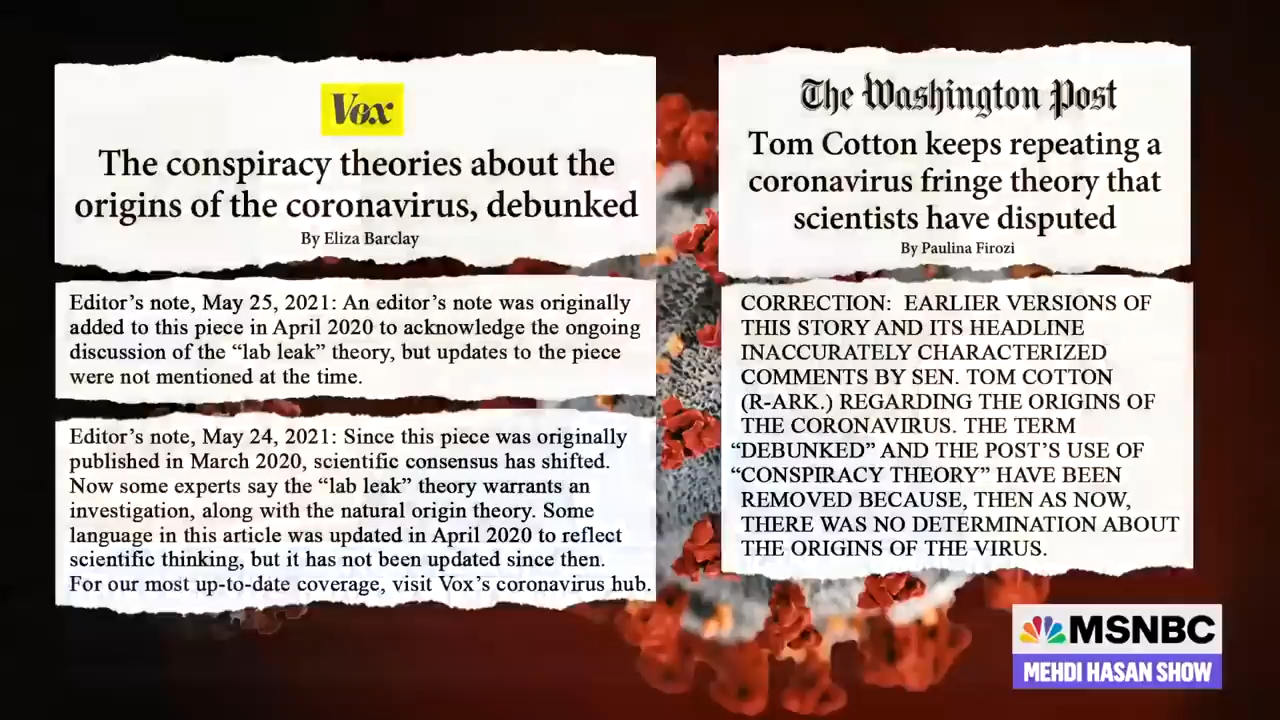 Vox
The conspiracy theories about the
origins of the coronavirus, debunked
By Eliza Barclay
Editor's note, May 25, 2021: An editor's note was originally
added to this piece in April 2020 to acknowledge the ongoing
discussion of the “lab leak” theory, but updates to the piece
were not mentioned at the time.
Editor's note, May 24, 2021: Since this piece was originally
published in March 2020, scientific consensus has shifted.
Now some experts say the “lab leak” theory warrants an
investigation, along with the natural origin theory. Some
language in this article was updated in April 2020 to reflect
scientific thinking, but it has not been updated since then.
For our most up-to-date coverage, visit Vox's coronavirus hub.
The Washington Post
Tom Cotton keeps repeating a
coronavirus fringe theory that
scientists have disputed
By Paulina Firozi
CORRECTION: EARLIER VERSIONS OF
THIS STORY AND ITS HEADLINE
INACCURATELY CHARACTERIZED
COMMENTS BY SEN. TOM COTTON
(R-ARK.) REGARDING THE ORIGINS OF
THE CORONAVIRUS. THE TERM
“DEBUNKED” AND THE POST'S USE OF
“CONSPIRACY THEORY” HAVE BEEN
REMOVED BECAUSE, THEN AS NOW,
THERE WAS NO DETERMINATION ABOUT
THE ORIGINS OF THE VIRUS.
MSNBC
MEHDI HASAN SHOW